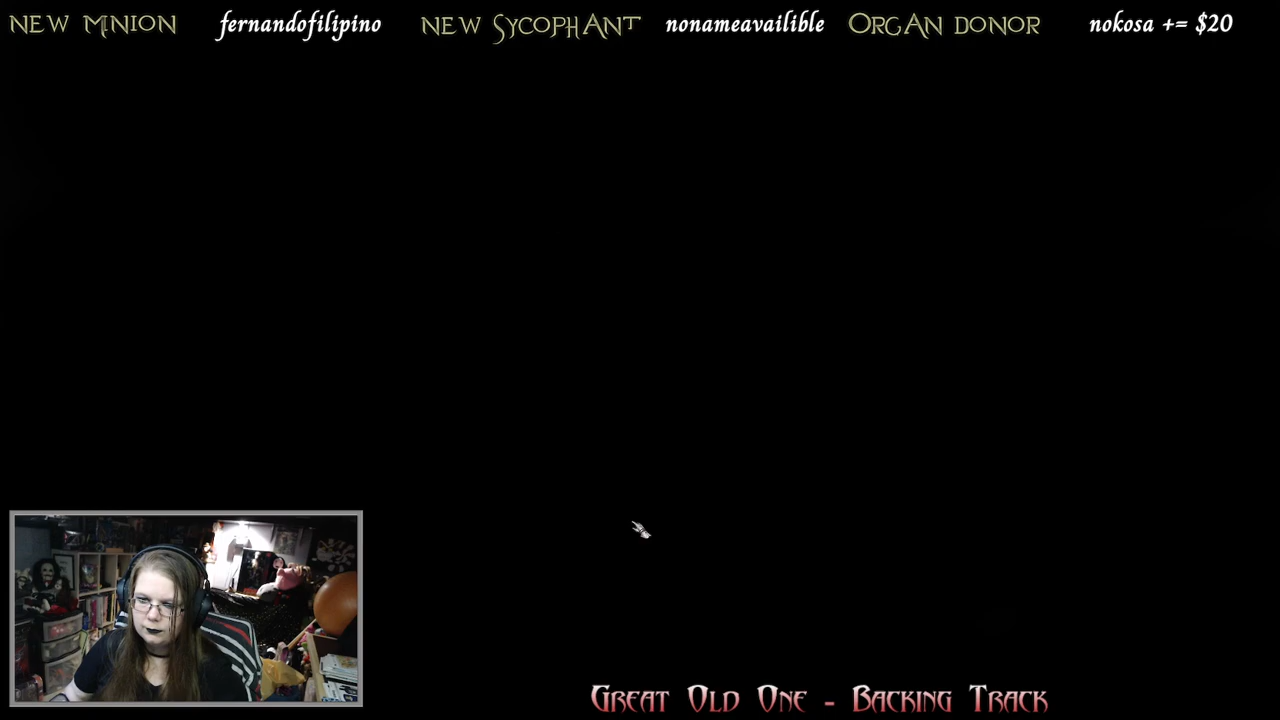 NEW MINION fernandofilipino NEW SYCOPHANT nonameavailible ORGAN DONOR nokosa += $20
GREAT OLD ONE - BACKING TRACK